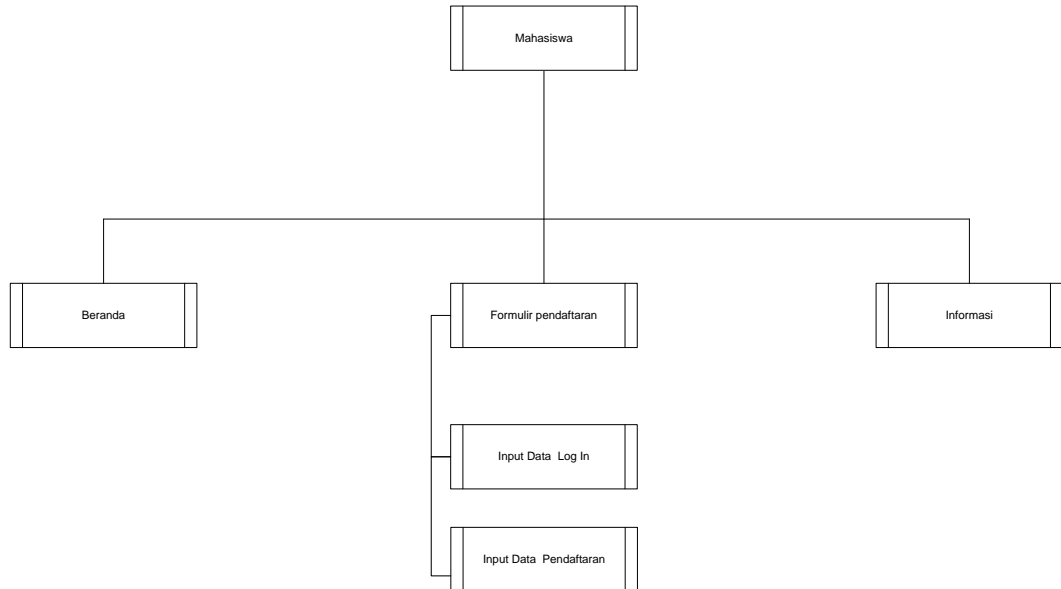 Mahasiswa
Beranda
Formulir pendaftaran
Informasi
Input Data  Log In
Input Data  Pendaftaran